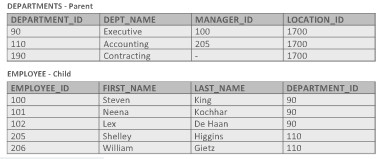 DEPARTMENTS - Parent
DEPARTMENT_ID DEPT_NAME MANAGER_ID LOCATION_ID
90 Executive 100 1700
110 Accounting 205 1700
190 Contracting - 1700
EMPLOYEE - Child
EMPLOYEE_ID FIRST_NAME LAST_NAME DEPARTMENT_ID
100 Steven King 90
101 Neena Kochhar 90
102 Lex De Haan 90
205 Shelley Higgins 110
206 William Gietz 110